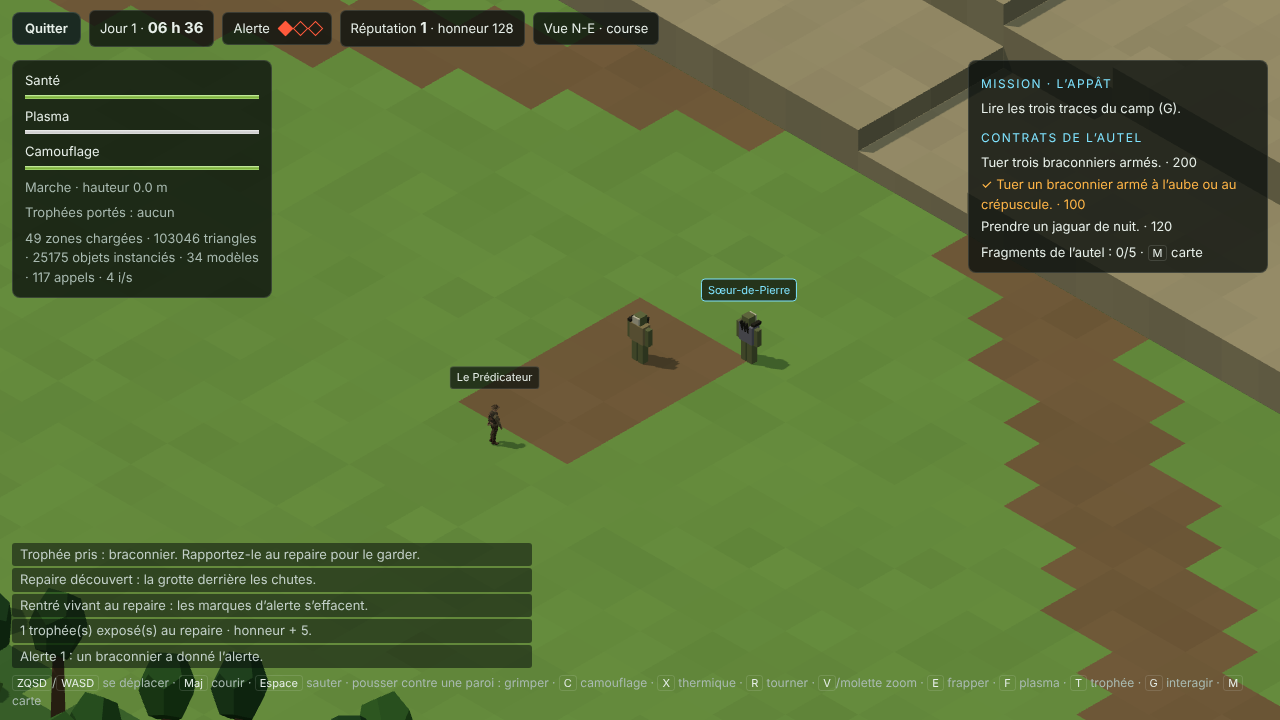 Quitter
Jour 1 · 06 h 36
Alerte
Réputation 1 · honneur 128
Vue N-E · course
Santé
Plasma
Camouflage
Marche · hauteur 0.0 m
Trophées portés : aucun
49 zones chargées · 103046 triangles
· 25175 objets instanciés · 34 modèles
· 117 appels · 4 i/s
MISSION · L’APPÂT
Lire les trois traces du camp (G).
CONTRATS DE L’AUTEL
Tuer trois braconniers armés. · 200
✓ Tuer un braconnier armé à l’aube ou au
crépuscule. · 100
Prendre un jaguar de nuit. · 120
Fragments de l’autel : 0/5 · M carte
Sœur-de-Pierre
Le Prédicateur
Trophée pris : braconnier. Rapportez-le au repaire pour le garder.
Repaire découvert : la grotte derrière les chutes.
Rentré vivant au repaire : les marques d’alerte s’effacent.
1 trophée(s) exposé(s) au repaire · honneur + 5.
Alerte 1 : un braconnier a donné l’alerte.
ZQSD / WASD se déplacer · Maj courir · Espace sauter · pousser contre une paroi : grimper · C camouflage · X thermique · R tourner · V /molette zoom · E frapper · F plasma · T trophée · G interagir · M
carte